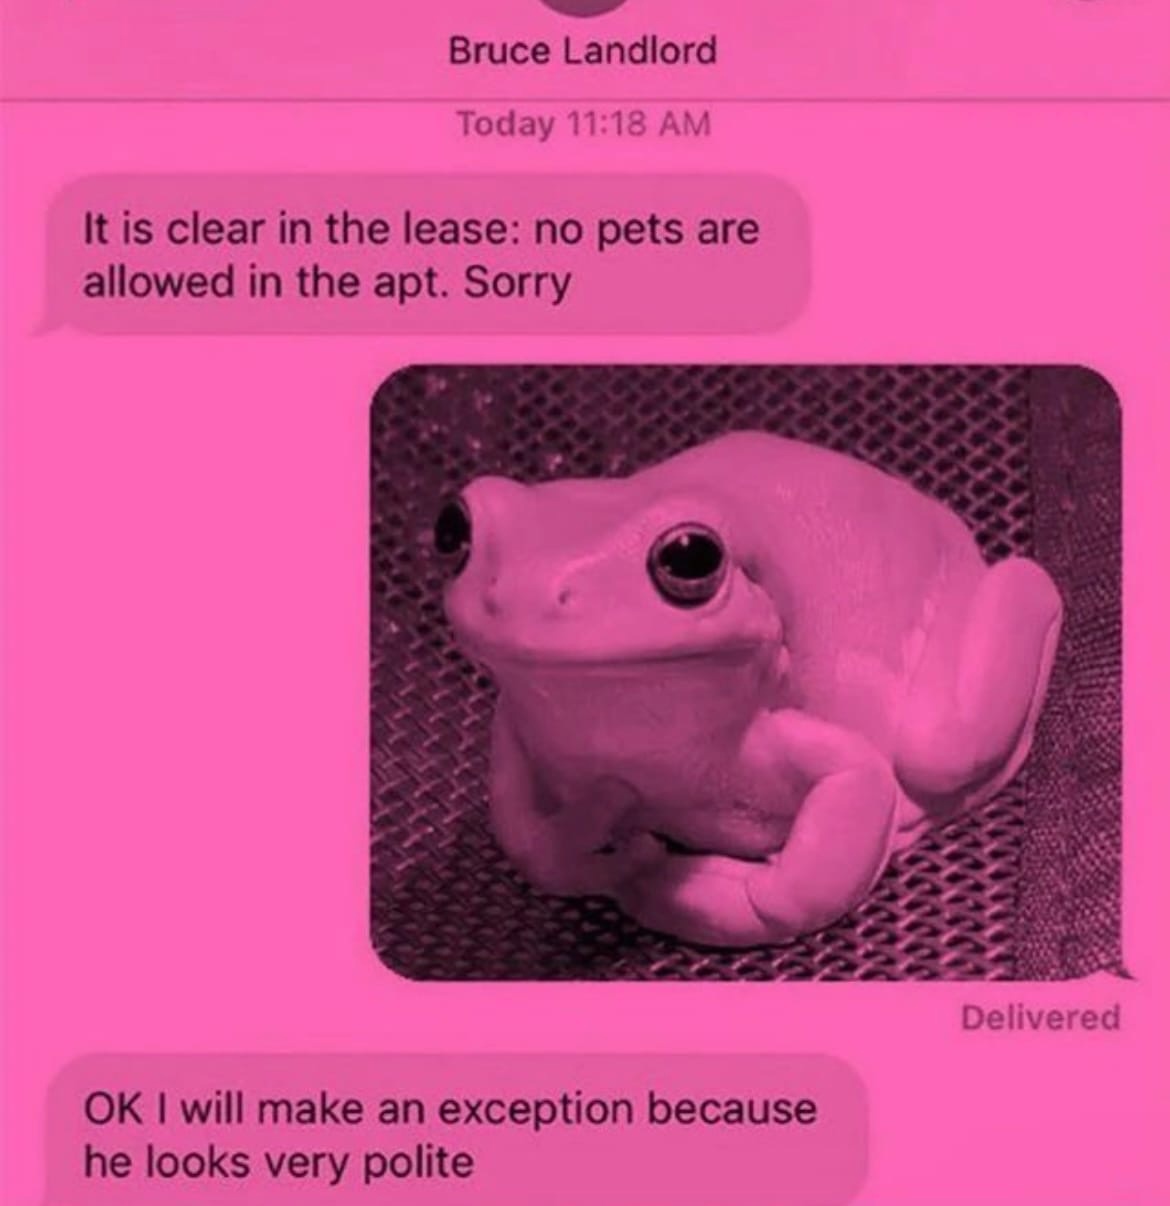 Bruce Landlord
Today 11:18 AM
It is clear in the lease: no pets are
allowed in the apt. Sorry
Delivered
OK I will make an exception because
he looks very polite